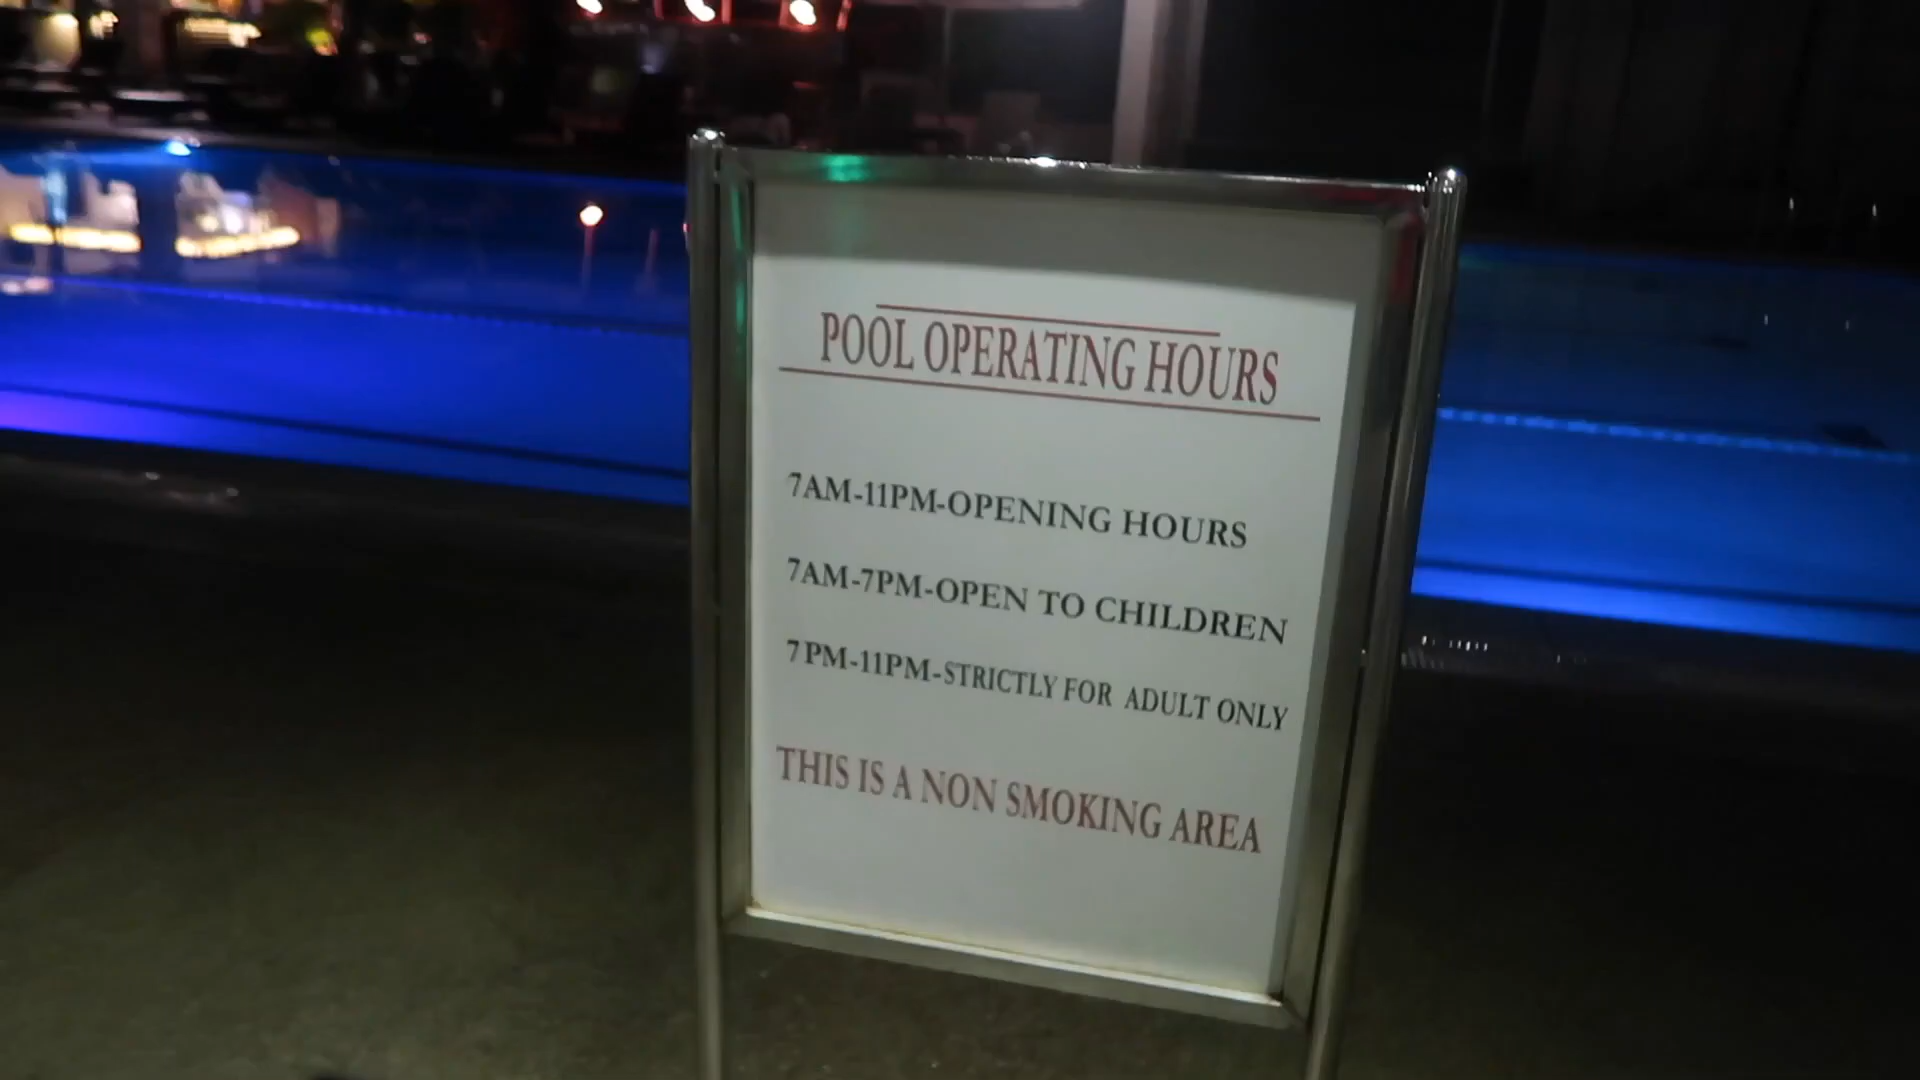 POOL OPERATING HOURS
7AM-11PM-OPENING HOURS
7AM-7PM-OPEN TO CHILDREN
7PM-11PM-STRICTLY FOR ADULT ONLY
THIS IS A NON SMOKING AREA